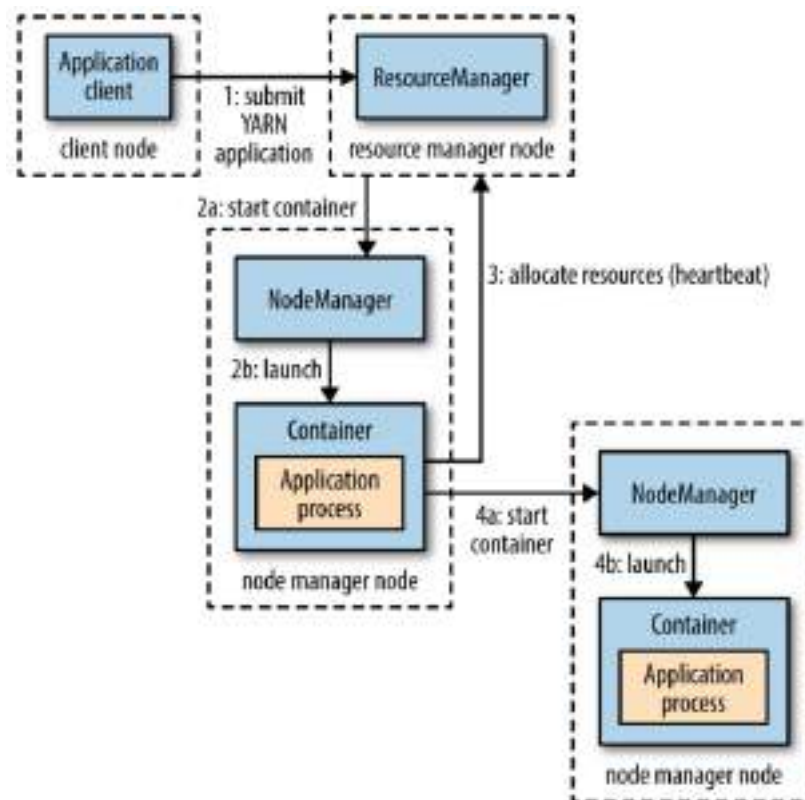 Application
client
client node
1: submit
YARN
application
ResourceManager
resource manager node
2a: start container
NodeManager
2b: launch
Container
Application
process
node manager node
3: allocate resources (heartbeat)
4a: start
container
NodeManager
4b: launch
Container
Application
process
node manager node